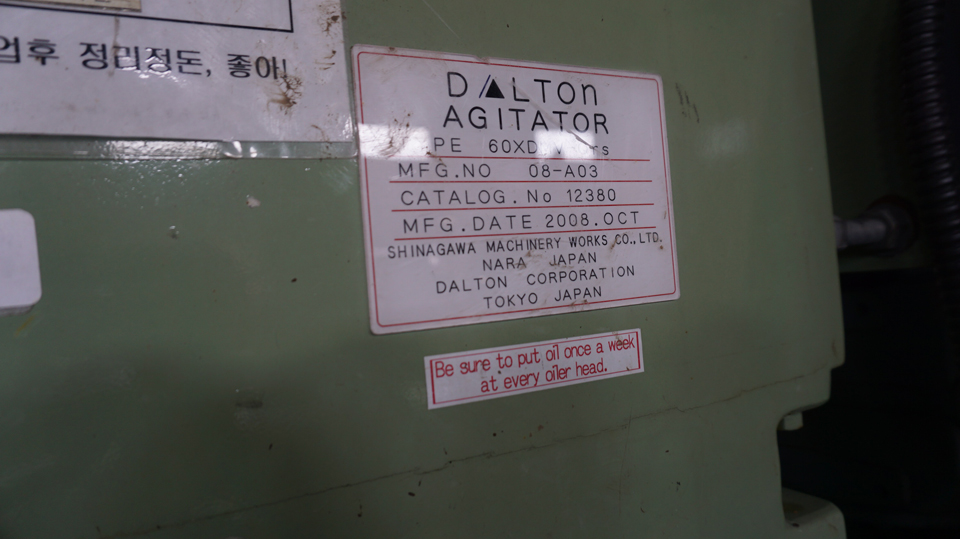 업후 정리정돈, 좋아!
DALTON
AGITATOR
PE 60XD
MFG.NO 08-A03
CATALOG.No 12380
MFG.DATE 2008.OCT
SHINAGAWA MACHINERY WORKS CO.,LTD.
NARA JAPAN
DALTON CORPORATION
TOKYO JAPAN
Be sure to put oil once a week
at every oiler head.